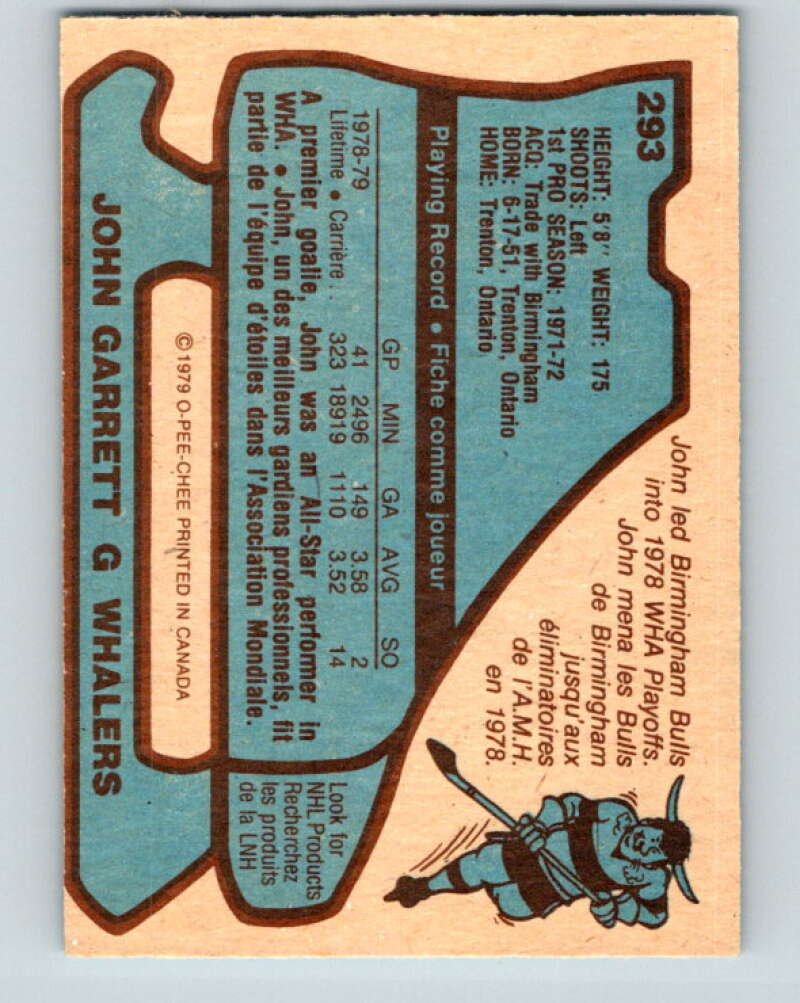 293
HEIGHT: 5'8" WEIGHT: 175
SHOOTS: Left
1st PRO SEASON: 1971-72
ACQ: Trade with Birmingham
BORN: 6-17-51, Trenton, Ontario
HOME: Trenton, Ontario
John led Birmingham Bulls
into 1978 WHA Playoffs.
John mena les Bulls
de Birmingham
jusqu'aux
éliminatoires
de l'A.M.H.
en 1978.
Playing Record • Fiche comme joueur
GP MIN GA AVG SO
1978-79 41 2496 149 3.58 2
Lifetime • Carrière . . 323 18919 1110 3.52 14
A premier goalie, John was an All-Star perfomer in
WHA. • John, un des meilleurs gardiens professionnels, fit
partie de l'équipe d'étoiles dans l'Association Mondiale.
Look for
NHL Products
Recherchez
les produits
de la LNH
©1979 O-PEE-CHEE PRINTED IN CANADA
JOHN GARRETT G WHALERS